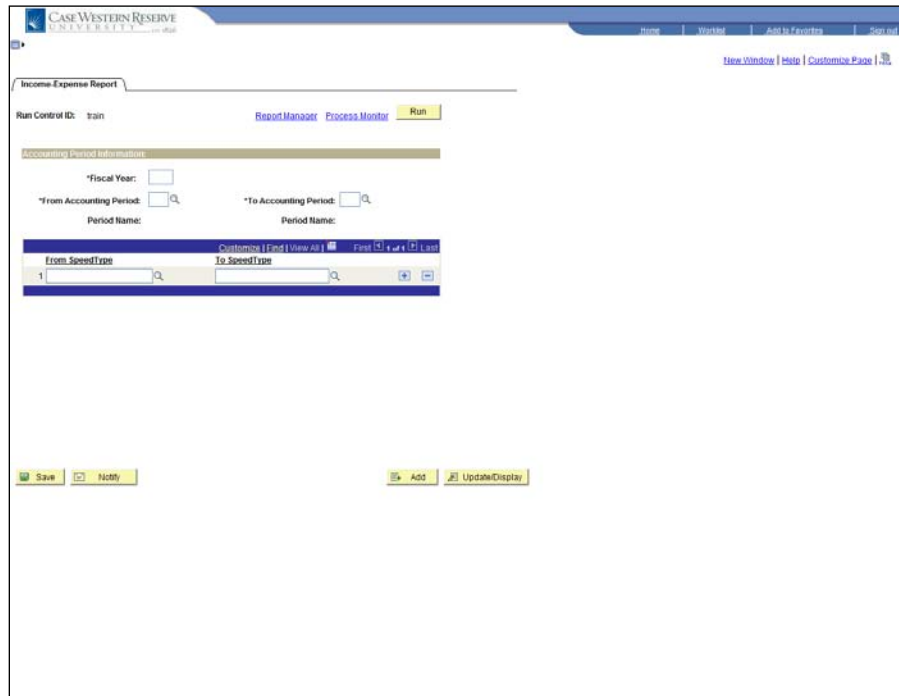 CASE WESTERN RESERVE
UNIVERSITY EST. 1826
Home Worklist Add to Favorites Sign out
New Window | Help | Customize Page |
Income-Expense Report
Run Control ID: train Report Manager Process Monitor Run
Accounting Period Information:
*Fiscal Year:
*From Accounting Period: *To Accounting Period:
Period Name: Period Name:
Customize | Find | View All | First 1 of 1 Last
From SpeedType To SpeedType
1
Save Notify Add Update/Display